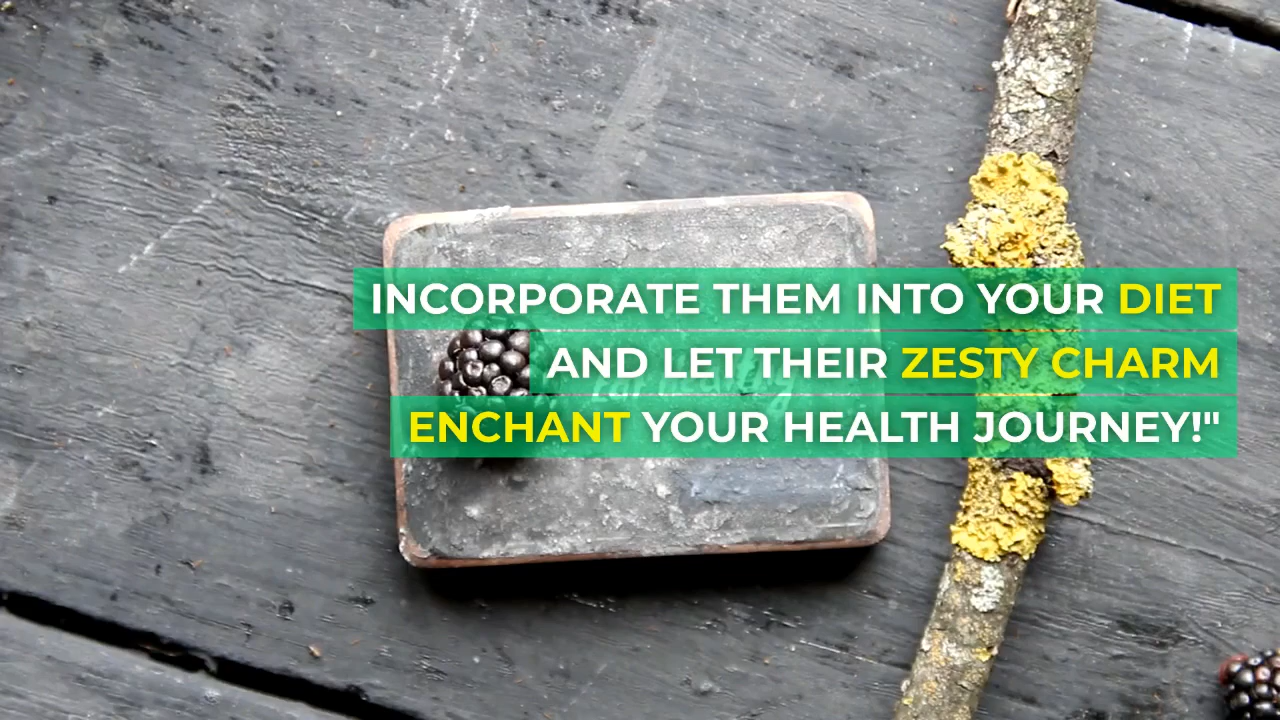 INCORPORATE THEM INTO YOUR DIET
AND LET THEIR ZESTY CHARM
ENCHANT YOUR HEALTH JOURNEY!"